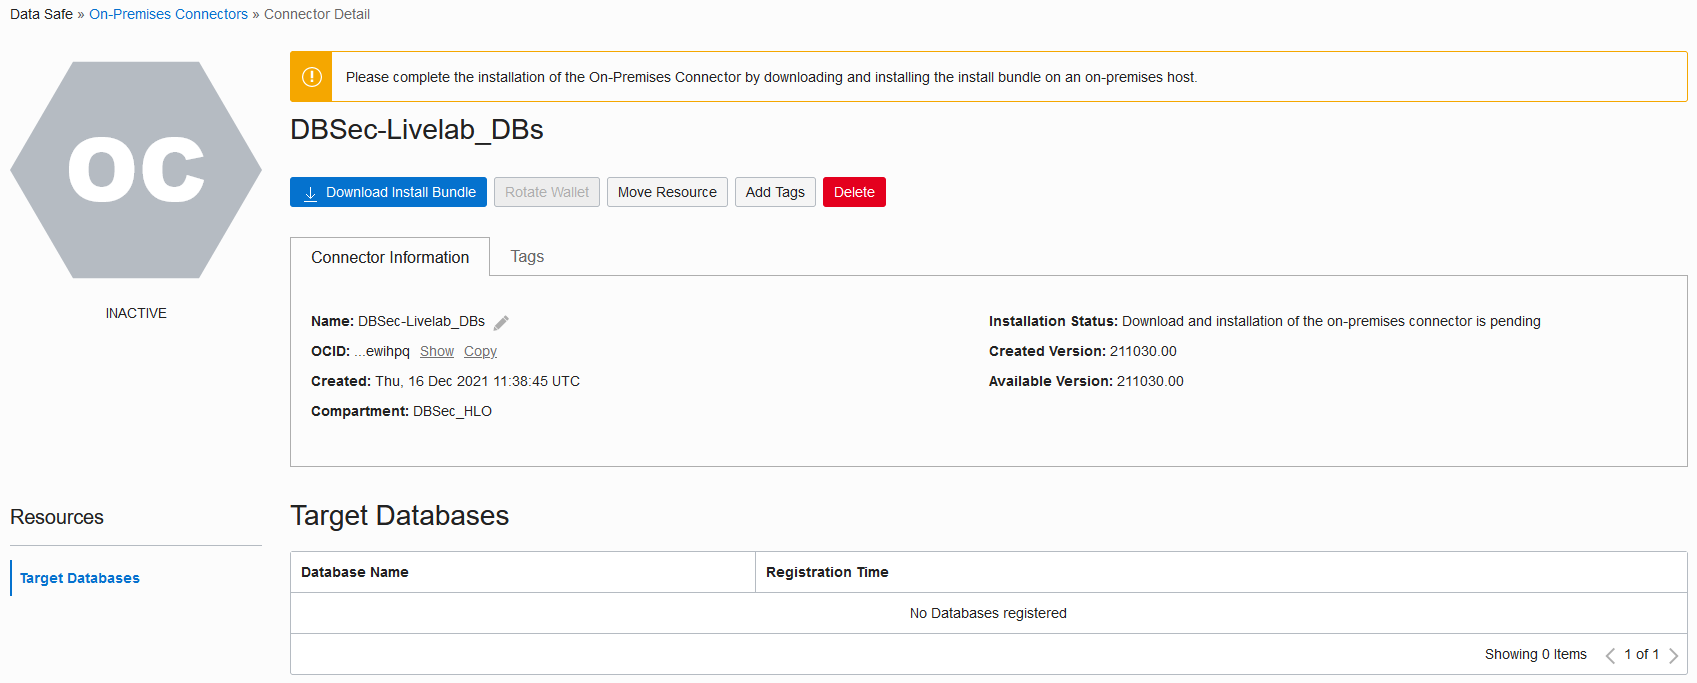 Data Safe » On-Premises Connectors » Connector Detail
OC
INACTIVE
Please complete the installation of the On-Premises Connector by downloading and installing the install bundle on an on-premises host.
DBSec-Livelab_DBs
Download Install Bundle Rotate Wallet Move Resource Add Tags Delete
Connector Information Tags
Name: DBSec-Livelab_DBs
OCID: ...ewihpq Show Copy
Created: Thu, 16 Dec 2021 11:38:45 UTC
Compartment: DBSec_HLO
Installation Status: Download and installation of the on-premises connector is pending
Created Version: 211030.00
Available Version: 211030.00
Resources
Target Databases
Target Databases
Database Name Registration Time
No Databases registered
Showing 0 Items 1 of 1